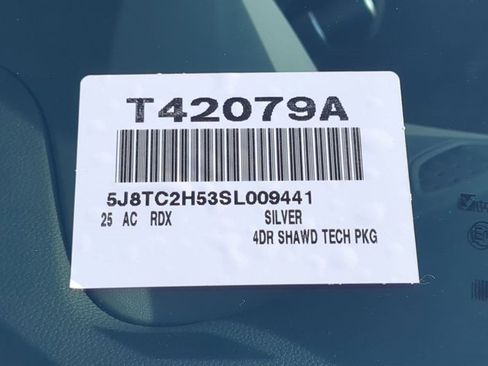 T42079A
5J8TC2H53SL009441
25 AC RDX SILVER
4DR SHAWD TECH PKG